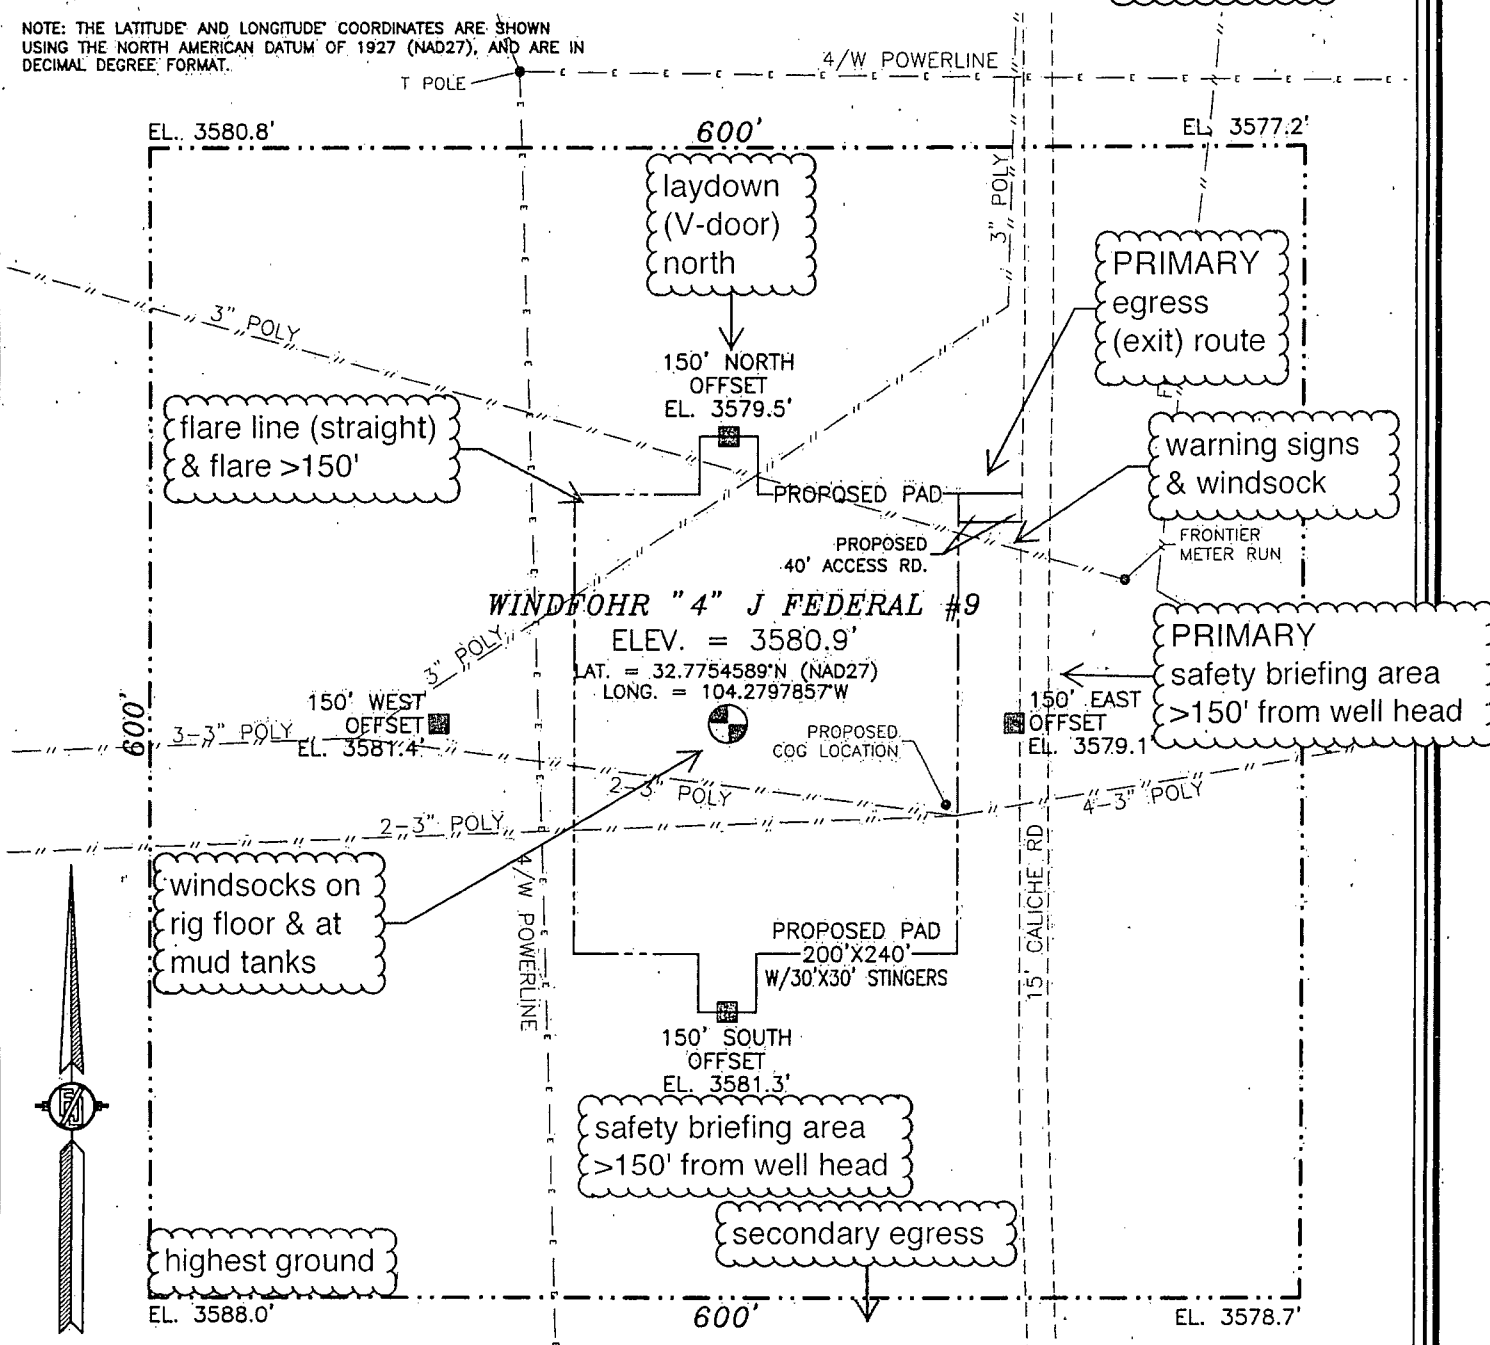 NOTE: THE LATITUDE AND LONGITUDE COORDINATES ARE SHOWN
USING THE NORTH AMERICAN DATUM OF 1927 (NAD27), AND ARE IN
DECIMAL DEGREE FORMAT.
T POLE
4/W POWERLINE
EL. 3580.8'
600'
EL. 3577.2'
laydown
(V-door)
north
3" POLY
PRIMARY
egress
(exit) route
3" POLY
150' NORTH
OFFSET
EL. 3579.5'
flare line (straight)
& flare >150'
warning signs
& windsock
PROPOSED PAD
PROPOSED
40' ACCESS RD.
FRONTIER
METER RUN
WINDFOHR "4" J FEDERAL #9
ELEV. = 3580.9'
LAT. = 32.7754589°N (NAD27)
LONG. = 104.2797857°W
PRIMARY
safety briefing area
>150' from well head
3" POLY
150' WEST
OFFSET
EL. 3581.4'
600'
3-3" POLY
PROPOSED
COG LOCATION
150' EAST
OFFSET
EL. 3579.1'
2-3" POLY
4-3" POLY
2-3" POLY
windsocks on
rig floor & at
mud tanks
4/W POWERLINE
15' CALICHE RD
PROPOSED PAD
200'X240'
W/30'X30' STINGERS
150' SOUTH
OFFSET
EL. 3581.3'
safety briefing area
>150' from well head
secondary egress
highest ground
EL. 3588.0'
600'
EL. 3578.7'